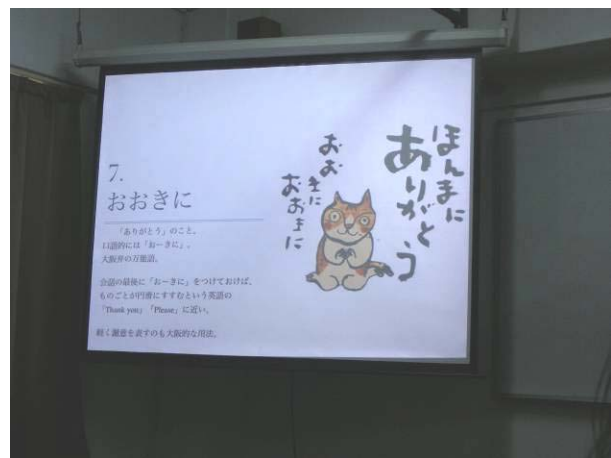 7.
おおきに
「ありがとう」のこと。
口語的には「おーきに」。
大阪弁の万能語。
会話の最後に「おーきに」をつけておけば、
ものごとが円滑にすすむという英語の
「Thank you」「Please」に近い。
軽く謝意を表すのも大阪的な用法。
ほんまに
ありがとう
おおきに
おおきに